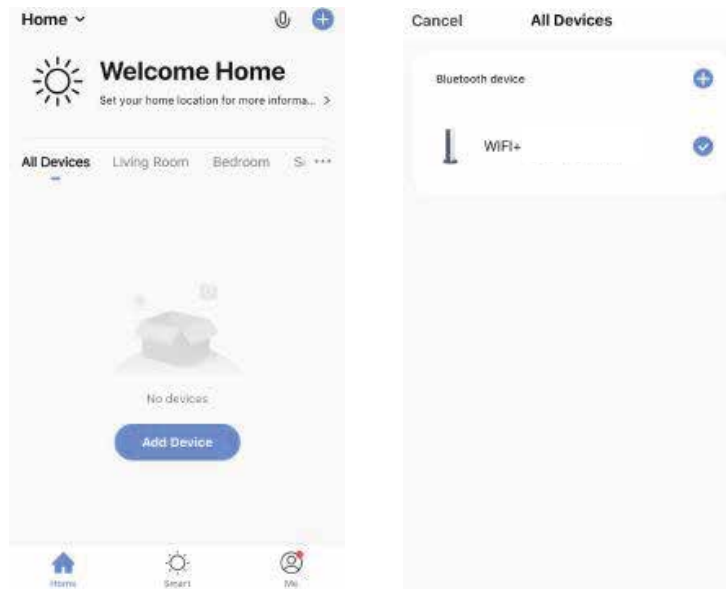 Home
Welcome Home
Set your home location for more informa... >
All Devices Living Room Bedroom S ...
No devices
Add Device
Home Smart Me
Cancel All Devices
Bluetooth device
WIFI+